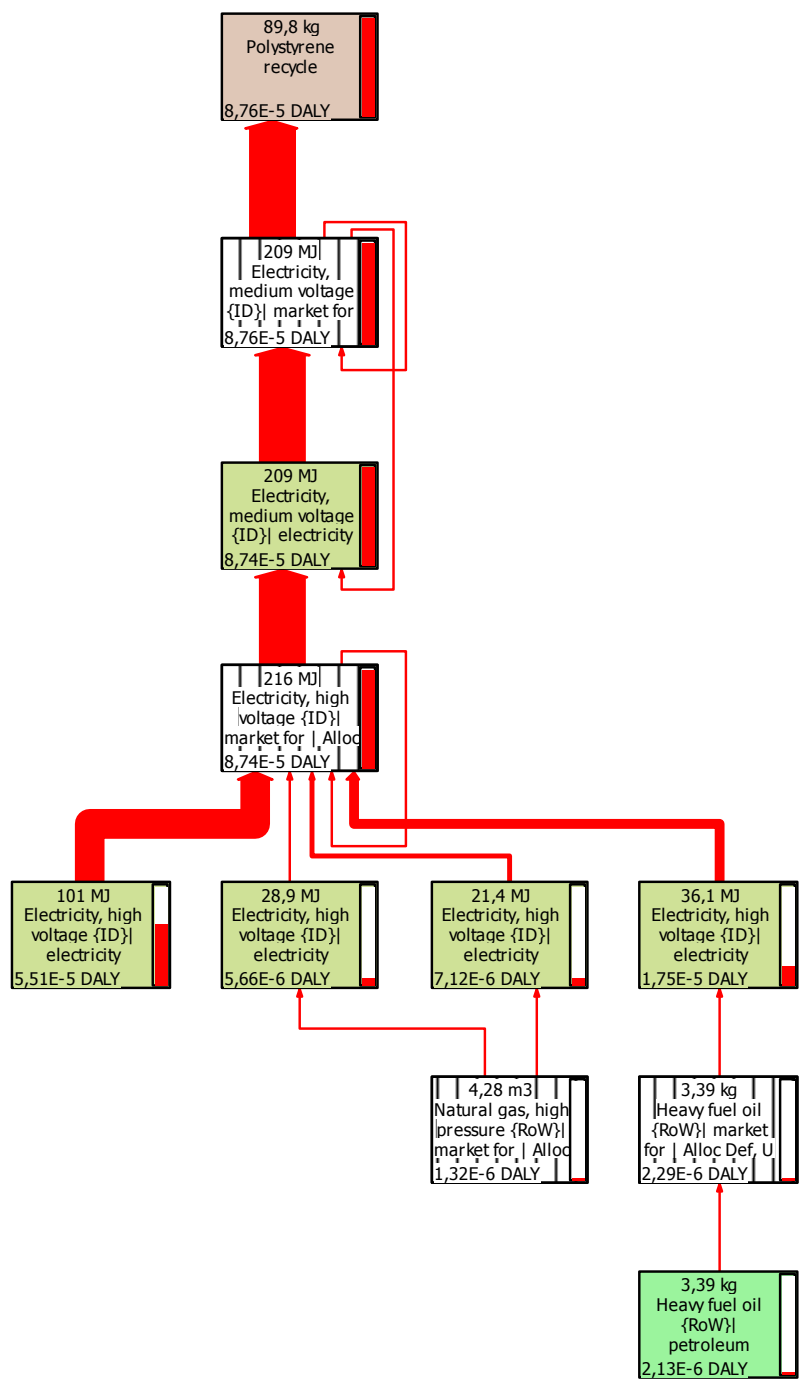 89,8 kg
Polystyrene
recycle
8,76E-5 DALY
209 MJ
Electricity,
medium voltage
{ID}| market for
8,76E-5 DALY
209 MJ
Electricity,
medium voltage
{ID}| electricity
8,74E-5 DALY
216 MJ
Electricity, high
voltage {ID}|
market for | Alloc
8,74E-5 DALY
101 MJ
Electricity, high
voltage {ID}|
electricity
5,51E-5 DALY
28,9 MJ
Electricity, high
voltage {ID}|
electricity
5,66E-6 DALY
21,4 MJ
Electricity, high
voltage {ID}|
electricity
7,12E-6 DALY
36,1 MJ
Electricity, high
voltage {ID}|
electricity
1,75E-5 DALY
4,28 m3
Natural gas, high
pressure {RoW}|
market for | Alloc
1,32E-6 DALY
3,39 kg
Heavy fuel oil
{RoW}| market
for | Alloc Def, U
2,29E-6 DALY
3,39 kg
Heavy fuel oil
{RoW}|
petroleum
2,13E-6 DALY